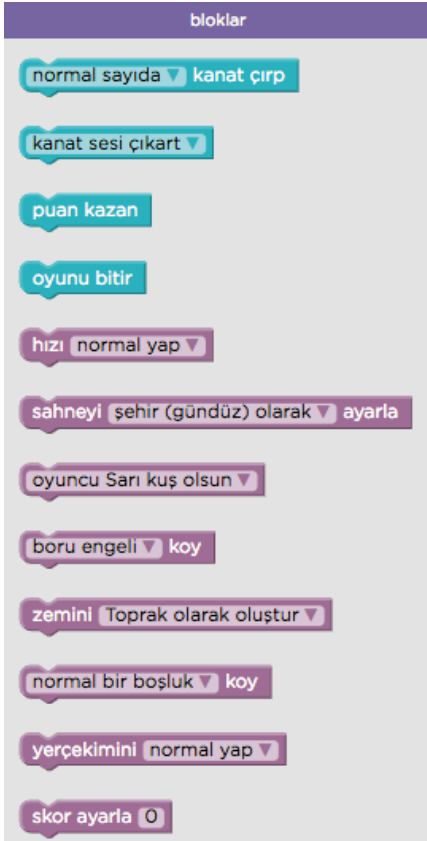 bloklar
normal sayıda kanat çırp
kanat sesi çıkart
puan kazan
oyunu bitir
hızı normal yap
sahneyi şehir (gündüz) olarak ayarla
oyuncu Sarı kuş olsun
boru engeli koy
zemini Toprak olarak oluştur
normal bir boşluk koy
yerçekimini normal yap
skor ayarla 0